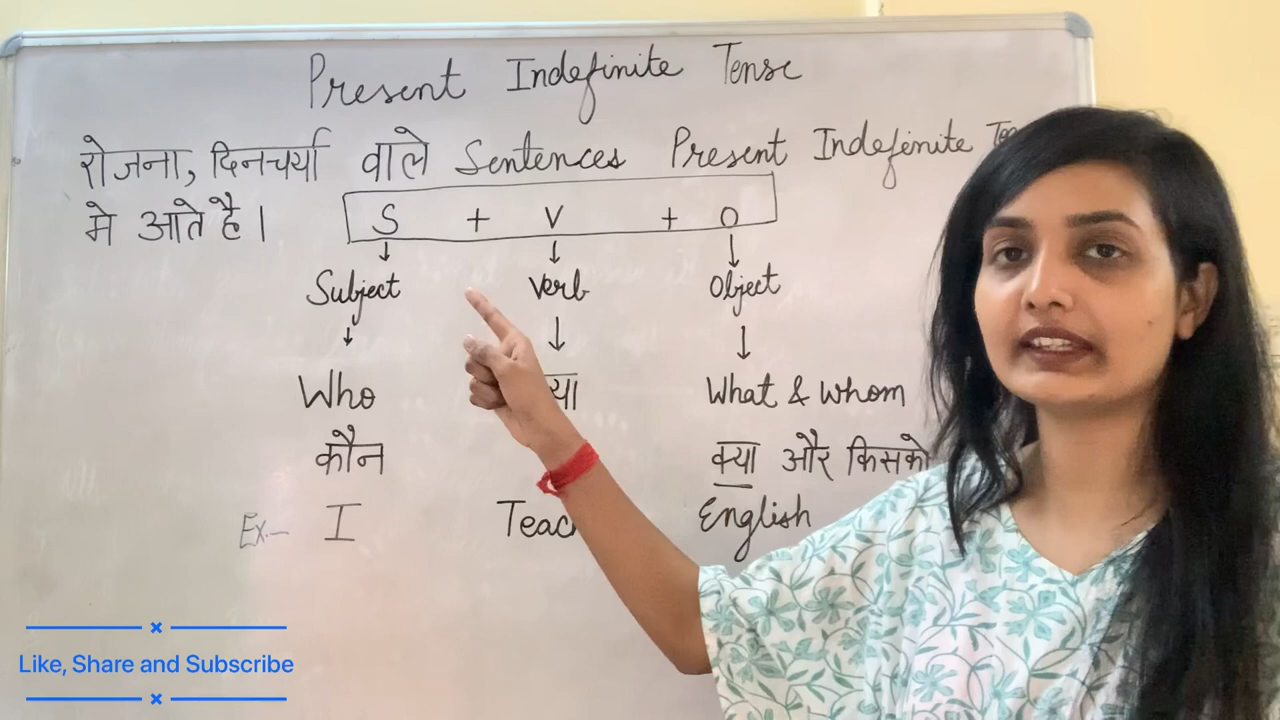 Present Indefinite Tense
रोजना, दिनचर्या वाले Sentences Present Indefinite
मे आते है।
S + V + O
Subject Verb Object
Who What & Whom
कौन क्या और किसको
Ex.- I English
Like, Share and Subscribe